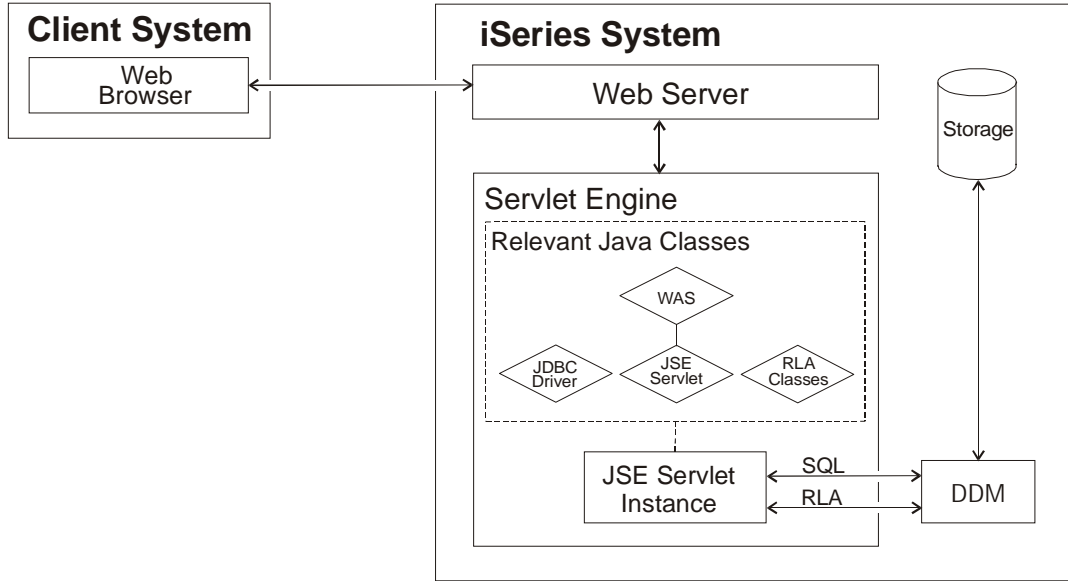 Client System
Web
Browser
iSeries System
Web Server
Storage
Servlet Engine
Relevant Java Classes
WAS
JDBC
Driver
JSE
Servlet
RLA
Classes
JSE Servlet
Instance
SQL
RLA
DDM